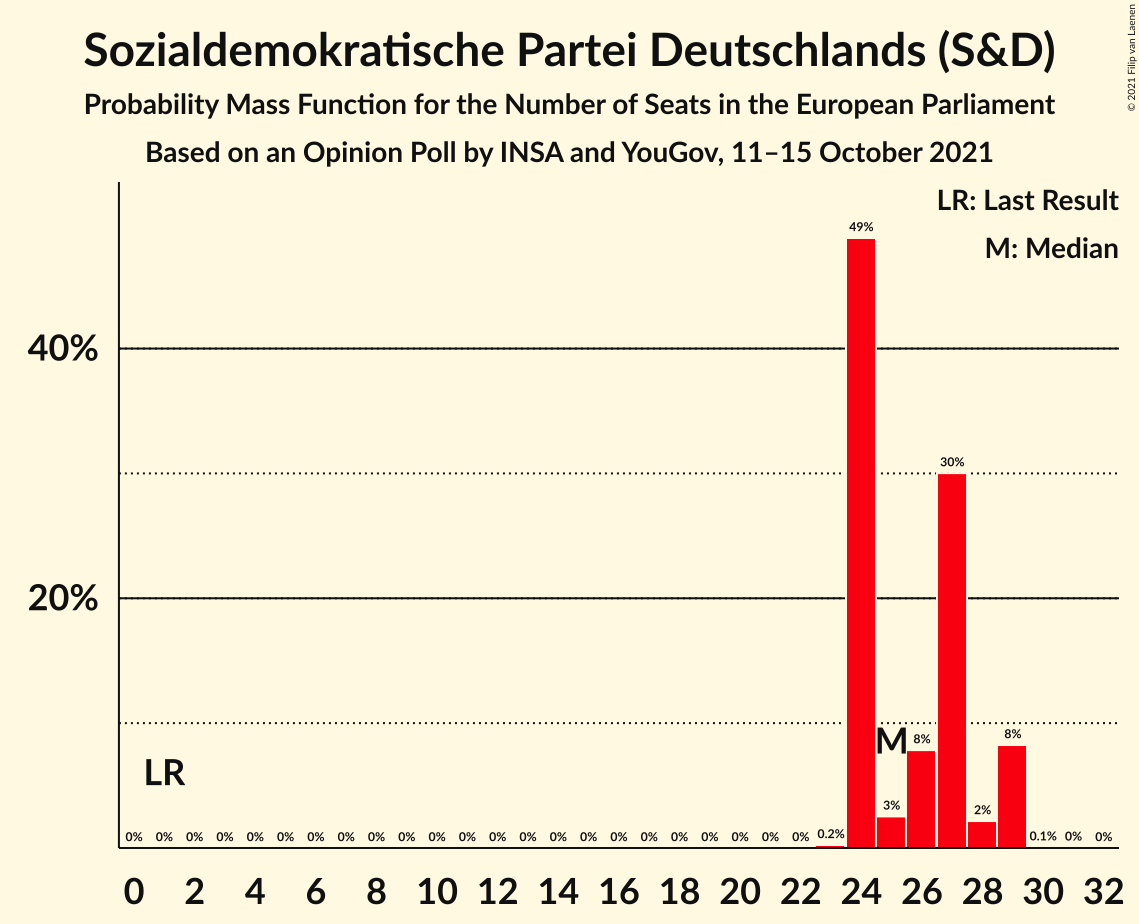 Sozialdemokratische Partei Deutschlands (S&D)
Probability Mass Function for the Number of Seats in the European Parliament
Based on an Opinion Poll by INSA and YouGov, 11–15 October 2021
© 2021 Filip van Laenen
LR: Last Result
M: Median
49%
40%
30%
20%
M 8% 8%
LR
3% 2%
0% 0% 0% 0% 0% 0% 0% 0% 0% 0% 0% 0% 0% 0% 0% 0% 0% 0% 0% 0% 0% 0% 0% 0.2% 0.1% 0% 0%
0 2 4 6 8 10 12 14 16 18 20 22 24 26 28 30 32